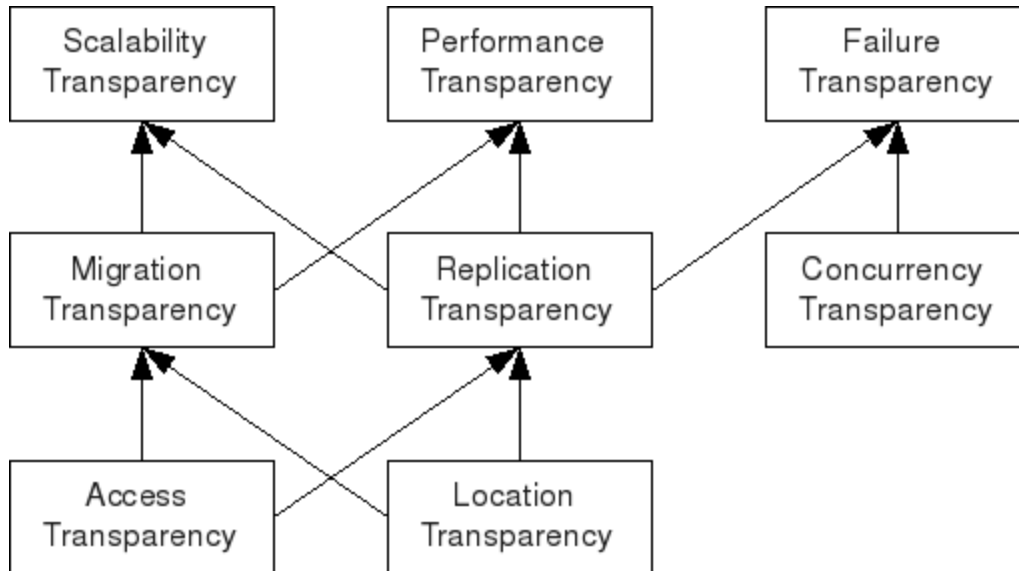 Scalability
Transparency
Performance
Transparency
Failure
Transparency
Migration
Transparency
Replication
Transparency
Concurrency
Transparency
Access
Transparency
Location
Transparency